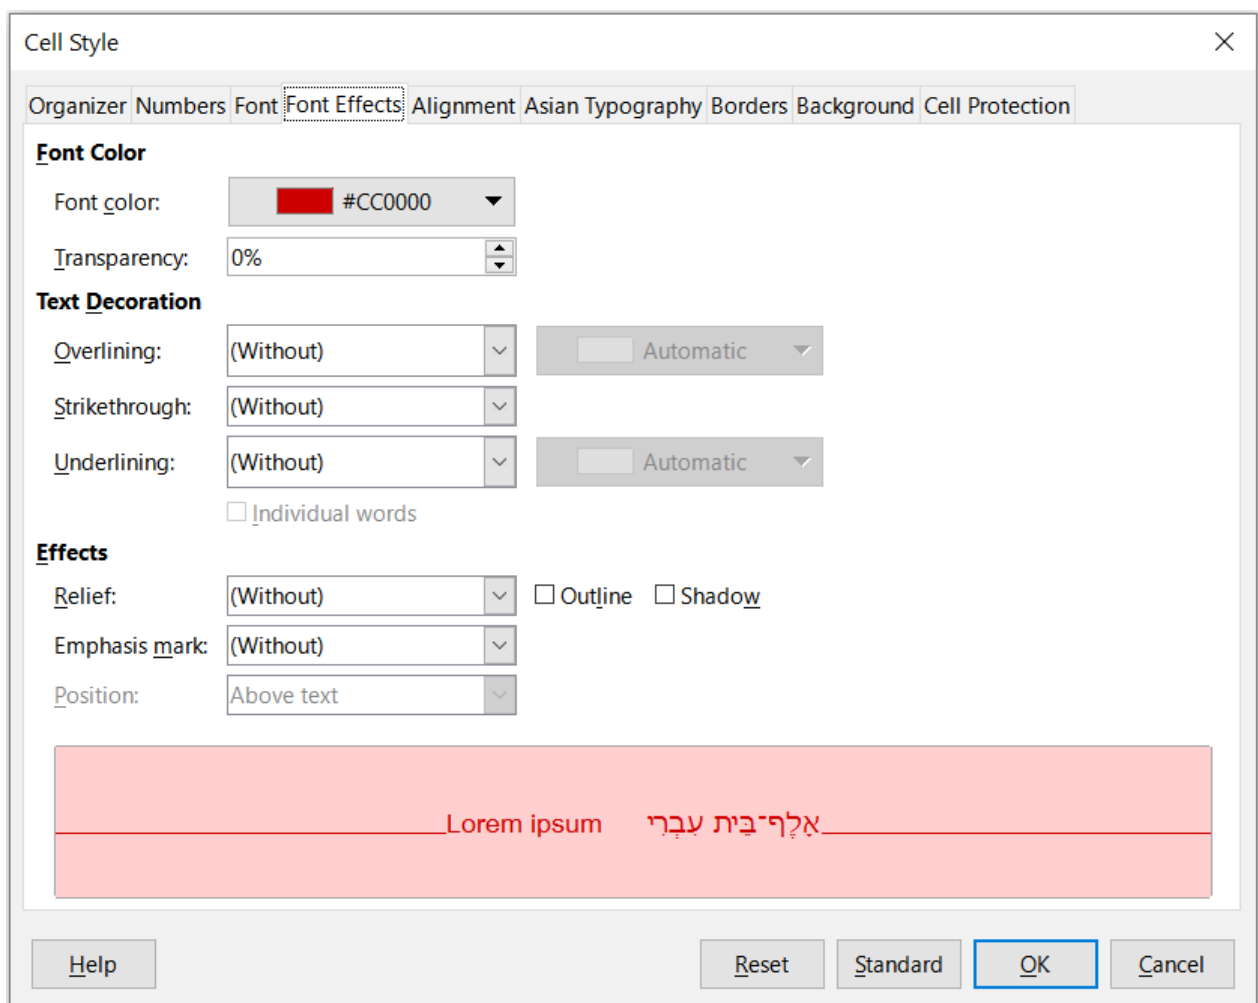 Cell Style
Organizer Numbers Font Font Effects Alignment Asian Typography Borders Background Cell Protection
Font Color
Font color: #CC0000
Transparency: 0%
Text Decoration
Overlining: (Without) Automatic
Strikethrough: (Without)
Underlining: (Without) Automatic
Individual words
Effects
Relief: (Without) Outline Shadow
Emphasis mark: (Without)
Position: Above text
Lorem ipsum אָלֶף־בֵּית עִבְרִי
Help Reset Standard OK Cancel